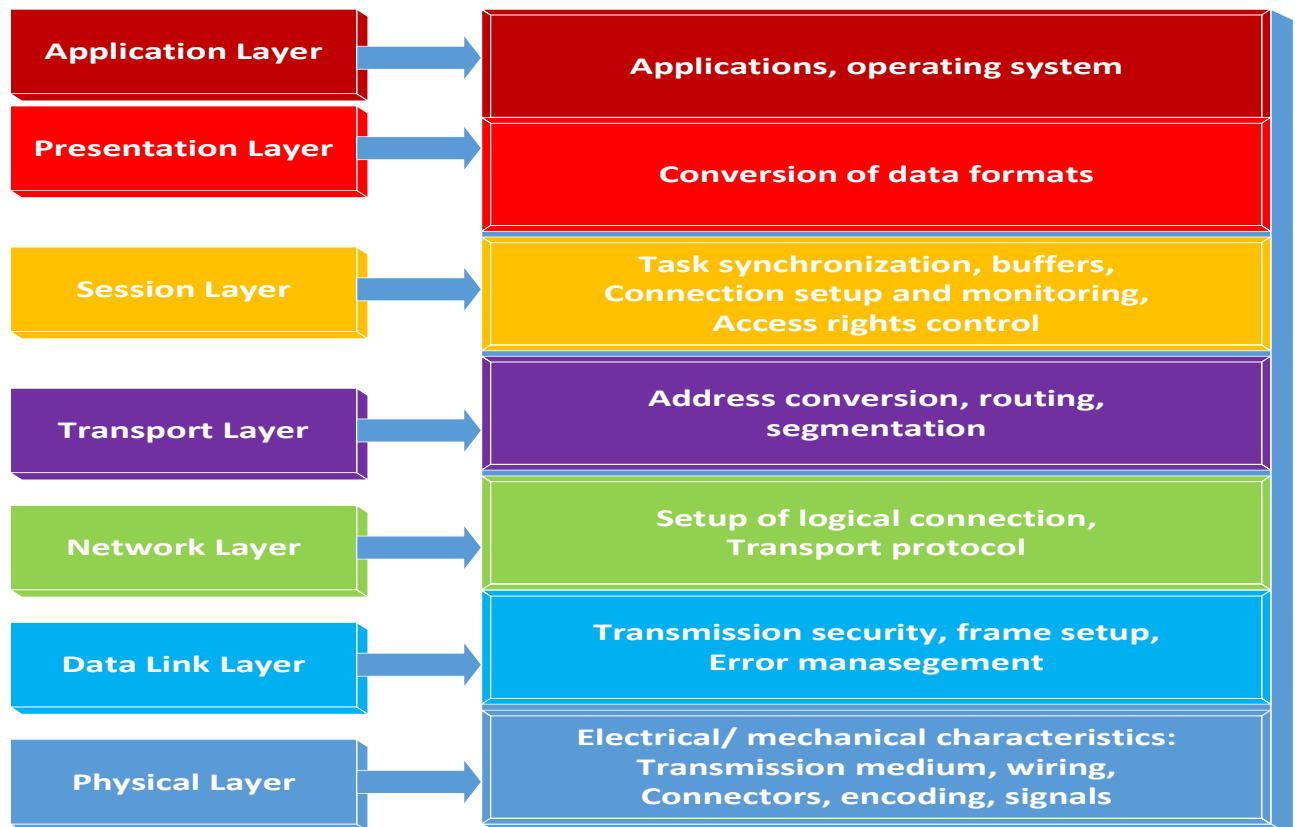 Application Layer
Applications, operating system
Presentation Layer
Conversion of data formats
Session Layer
Task synchronization, buffers,
Connection setup and monitoring,
Access rights control
Transport Layer
Address conversion, routing,
segmentation
Network Layer
Setup of logical connection,
Transport protocol
Data Link Layer
Transmission security, frame setup,
Error manasegement
Physical Layer
Electrical/ mechanical characteristics:
Transmission medium, wiring,
Connectors, encoding, signals